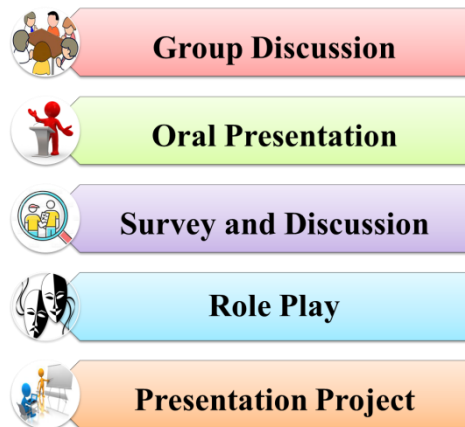 Group Discussion
Oral Presentation
Survey and Discussion
Role Play
Presentation Project